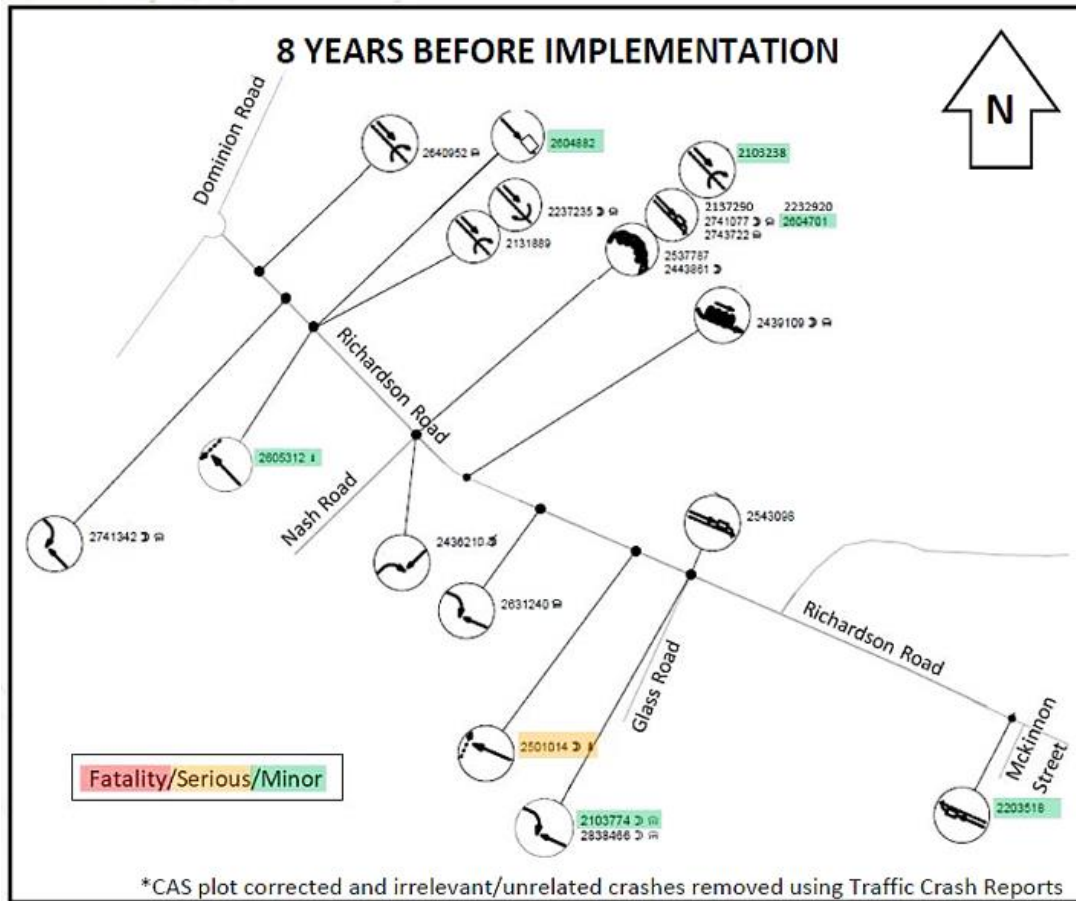 8 YEARS BEFORE IMPLEMENTATION
N
Dominion Road
2640952
2604882
2103238
2237235
2137290 2232920
2131889
2741077 2604701
2743722
2537787
2443861
2439109
Richardson Road
2605312
Nash Road
2741342
2436210
2543098
2631240
Richardson Road
Glass Road
2501014
Mckinnon
Street
Fatality/Serious/Minor
2103774
2838466
2203518
*CAS plot corrected and irrelevant/unrelated crashes removed using Traffic Crash Reports